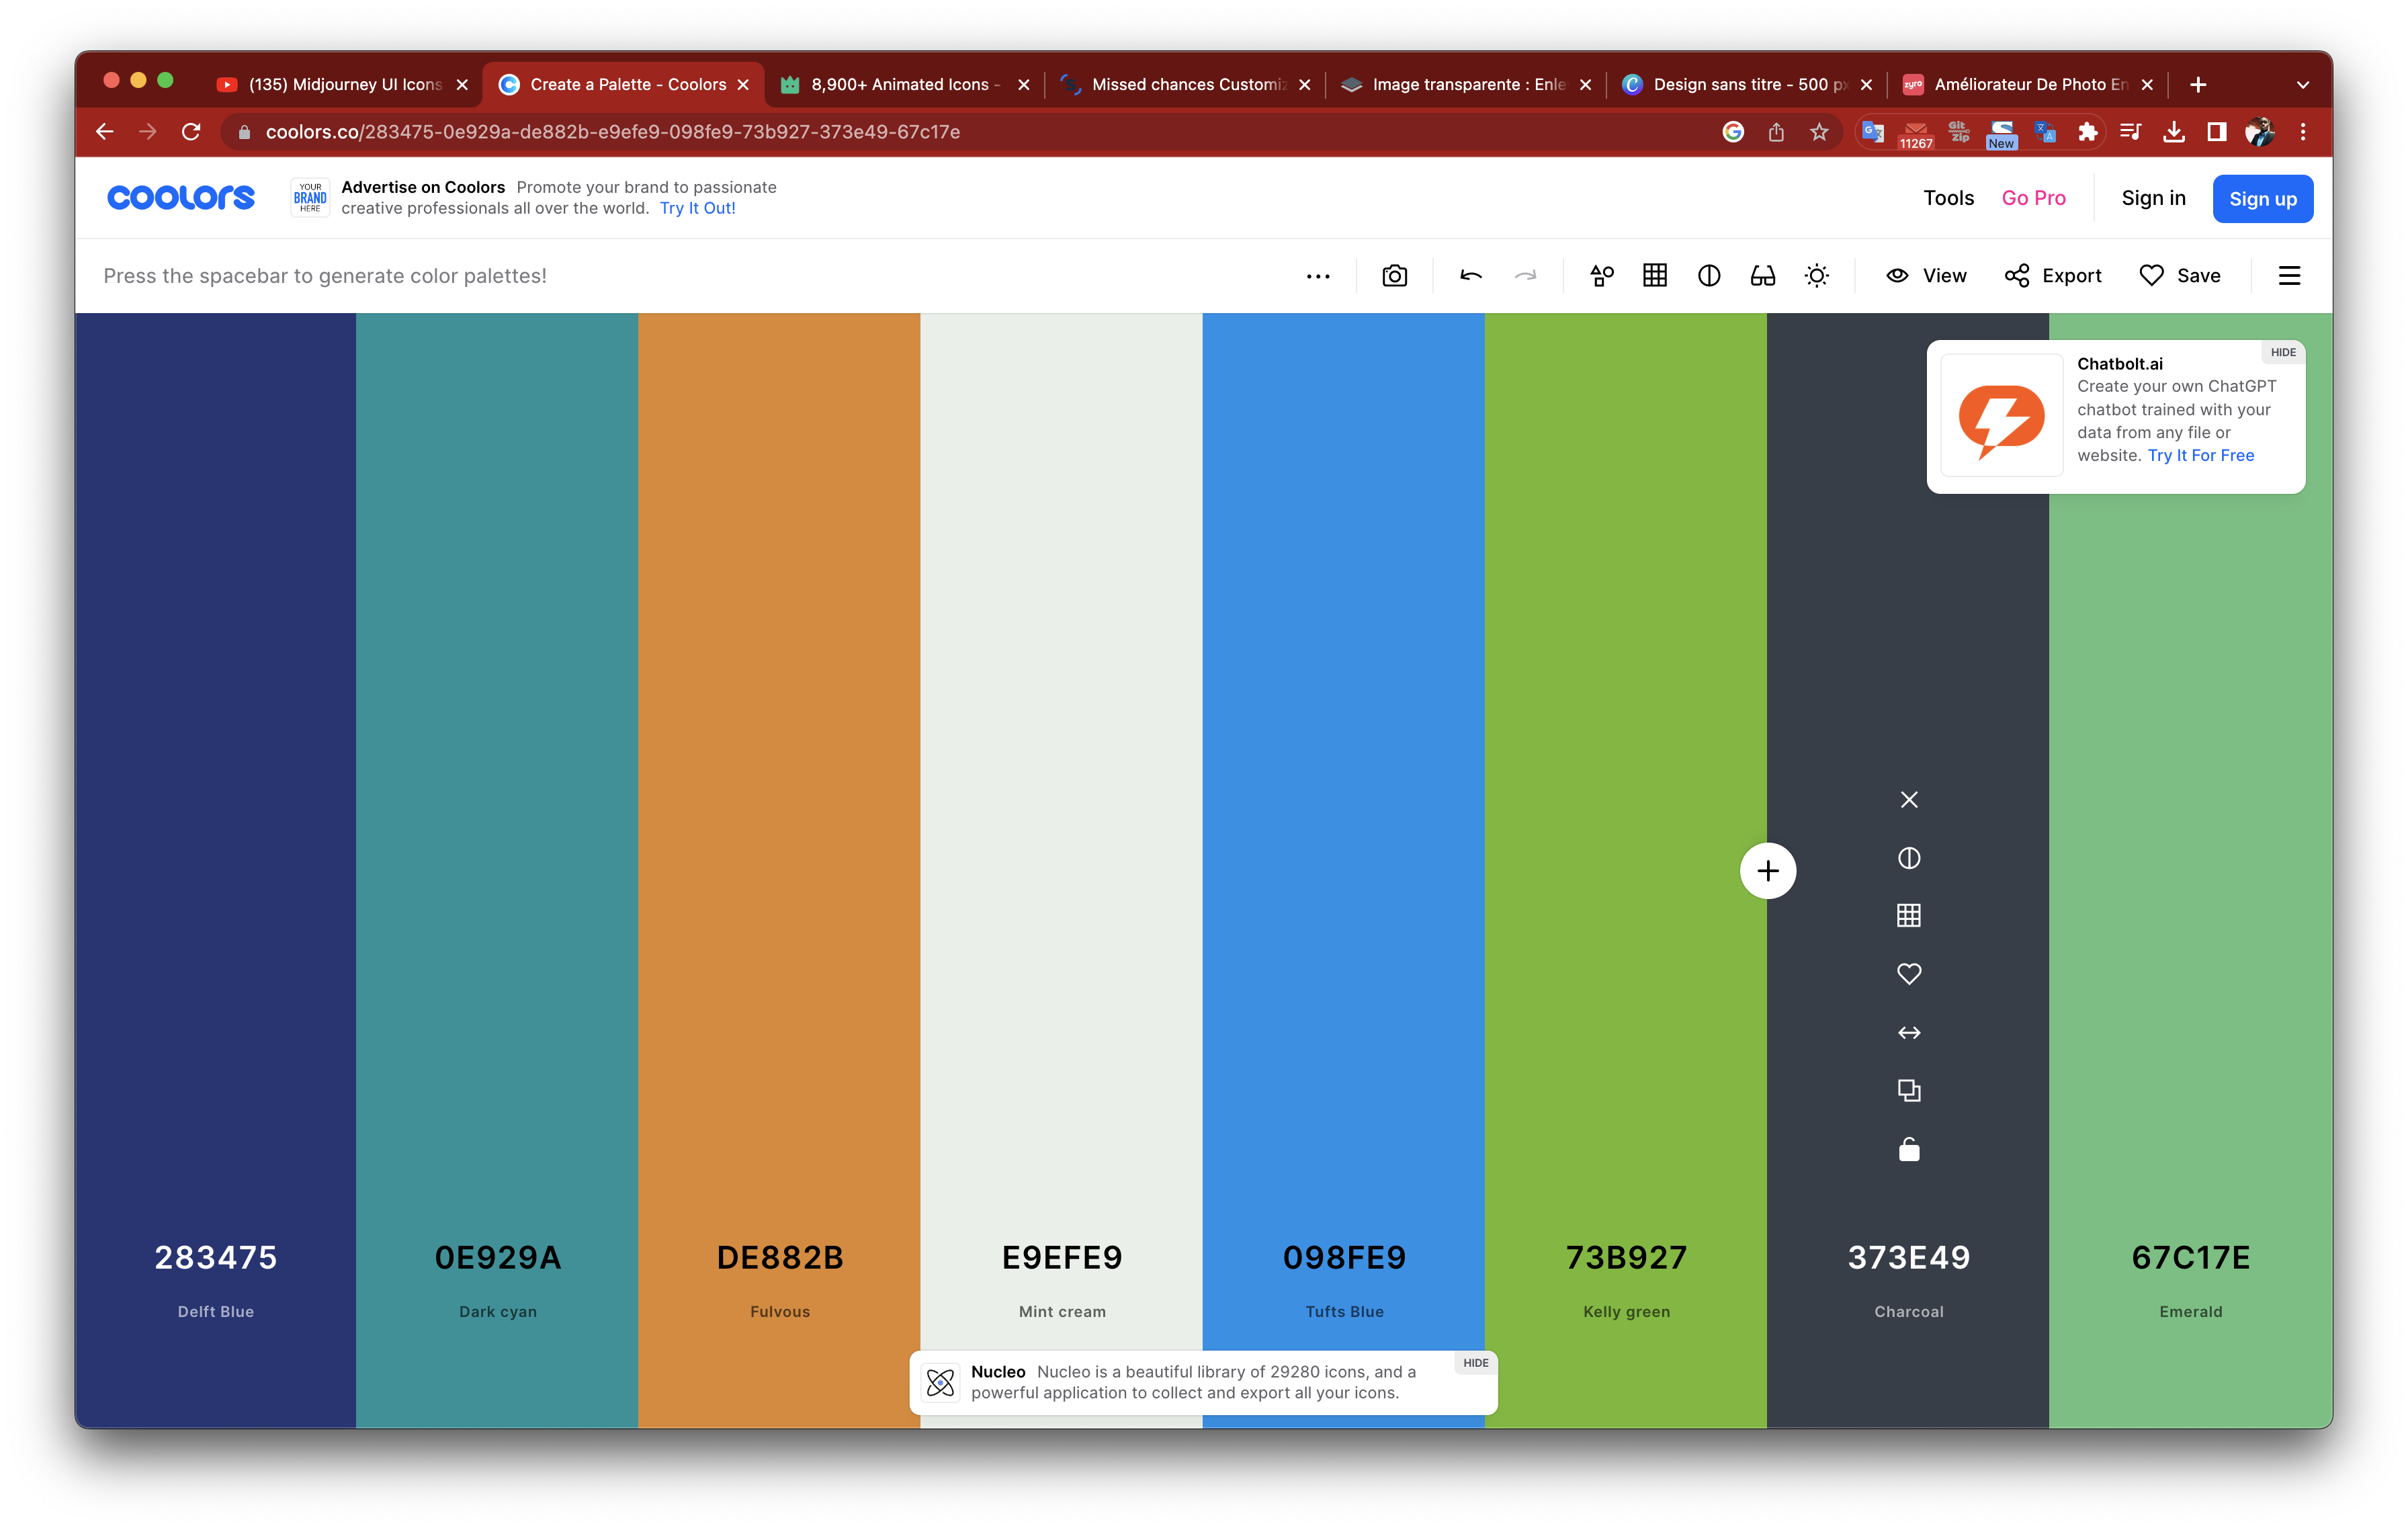 (135) Midjourney UI Icons
Create a Palette - Coolors
8,900+ Animated Icons -
Missed chances Customiz
Image transparente : Enle
Design sans titre - 500 px
zyro
Améliorateur De Photo En
coolors.co/283475-0e929a-de882b-e9efe9-098fe9-73b927-373e49-67c17e
11267
Git
Zip
New
coolors
YOUR
BRAND
HERE
Advertise on Coolors Promote your brand to passionate
creative professionals all over the world. Try It Out!
Tools
Go Pro
Sign in
Sign up
Press the spacebar to generate color palettes!
View
Export
Save
HIDE
Chatbolt.ai
Create your own ChatGPT
chatbot trained with your
data from any file or
website. Try It For Free
283475
Delft Blue
0E929A
Dark cyan
DE882B
Fulvous
E9EFE9
Mint cream
098FE9
Tufts Blue
73B927
Kelly green
373E49
Charcoal
67C17E
Emerald
HIDE
Nucleo Nucleo is a beautiful library of 29280 icons, and a
powerful application to collect and export all your icons.